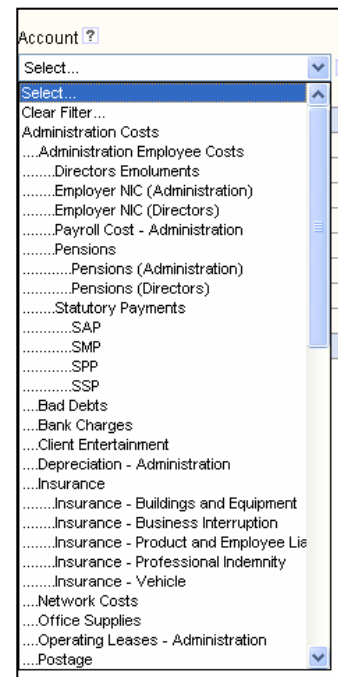 Account ?
Select...
Select...
Clear Filter...
Administration Costs
....Administration Employee Costs
........Directors Emoluments
........Employer NIC (Administration)
........Employer NIC (Directors)
........Payroll Cost - Administration
........Pensions
............Pensions (Administration)
............Pensions (Directors)
........Statutory Payments
............SAP
............SMP
............SPP
............SSP
....Bad Debts
....Bank Charges
....Client Entertainment
....Depreciation - Administration
....Insurance
........Insurance - Buildings and Equipment
........Insurance - Business Interruption
........Insurance - Product and Employee Lia
........Insurance - Professional Indemnity
........Insurance - Vehicle
....Network Costs
....Office Supplies
....Operating Leases - Administration
....Postage